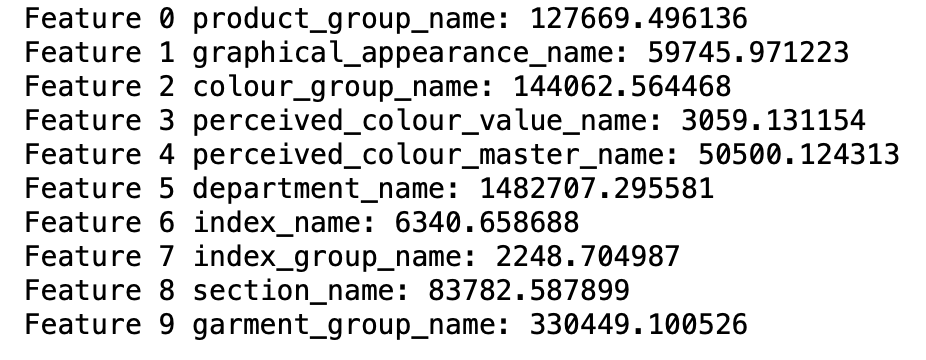 Feature 0 product_group_name: 127669.496136
Feature 1 graphical_appearance_name: 59745.971223
Feature 2 colour_group_name: 144062.564468
Feature 3 perceived_colour_value_name: 3059.131154
Feature 4 perceived_colour_master_name: 50500.124313
Feature 5 department_name: 1482707.295581
Feature 6 index_name: 6340.658688
Feature 7 index_group_name: 2248.704987
Feature 8 section_name: 83782.587899
Feature 9 garment_group_name: 330449.100526